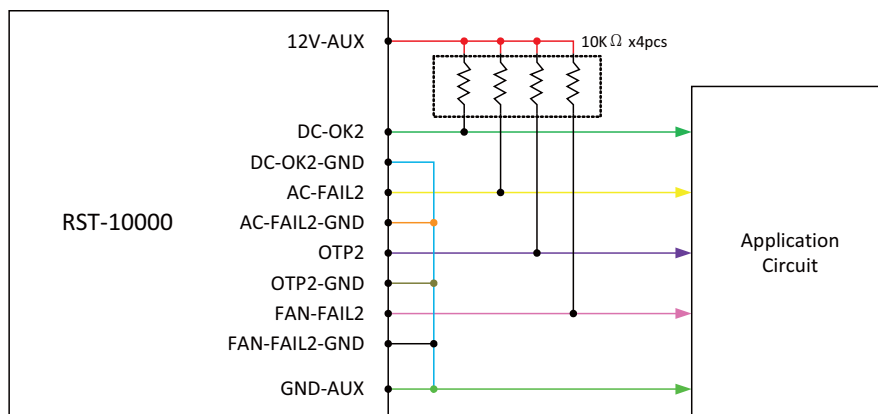 12V-AUX
10KΩ x4pcs
DC-OK2
DC-OK2-GND
AC-FAIL2
RST-10000
AC-FAIL2-GND
OTP2
Application
Circuit
OTP2-GND
FAN-FAIL2
FAN-FAIL2-GND
GND-AUX